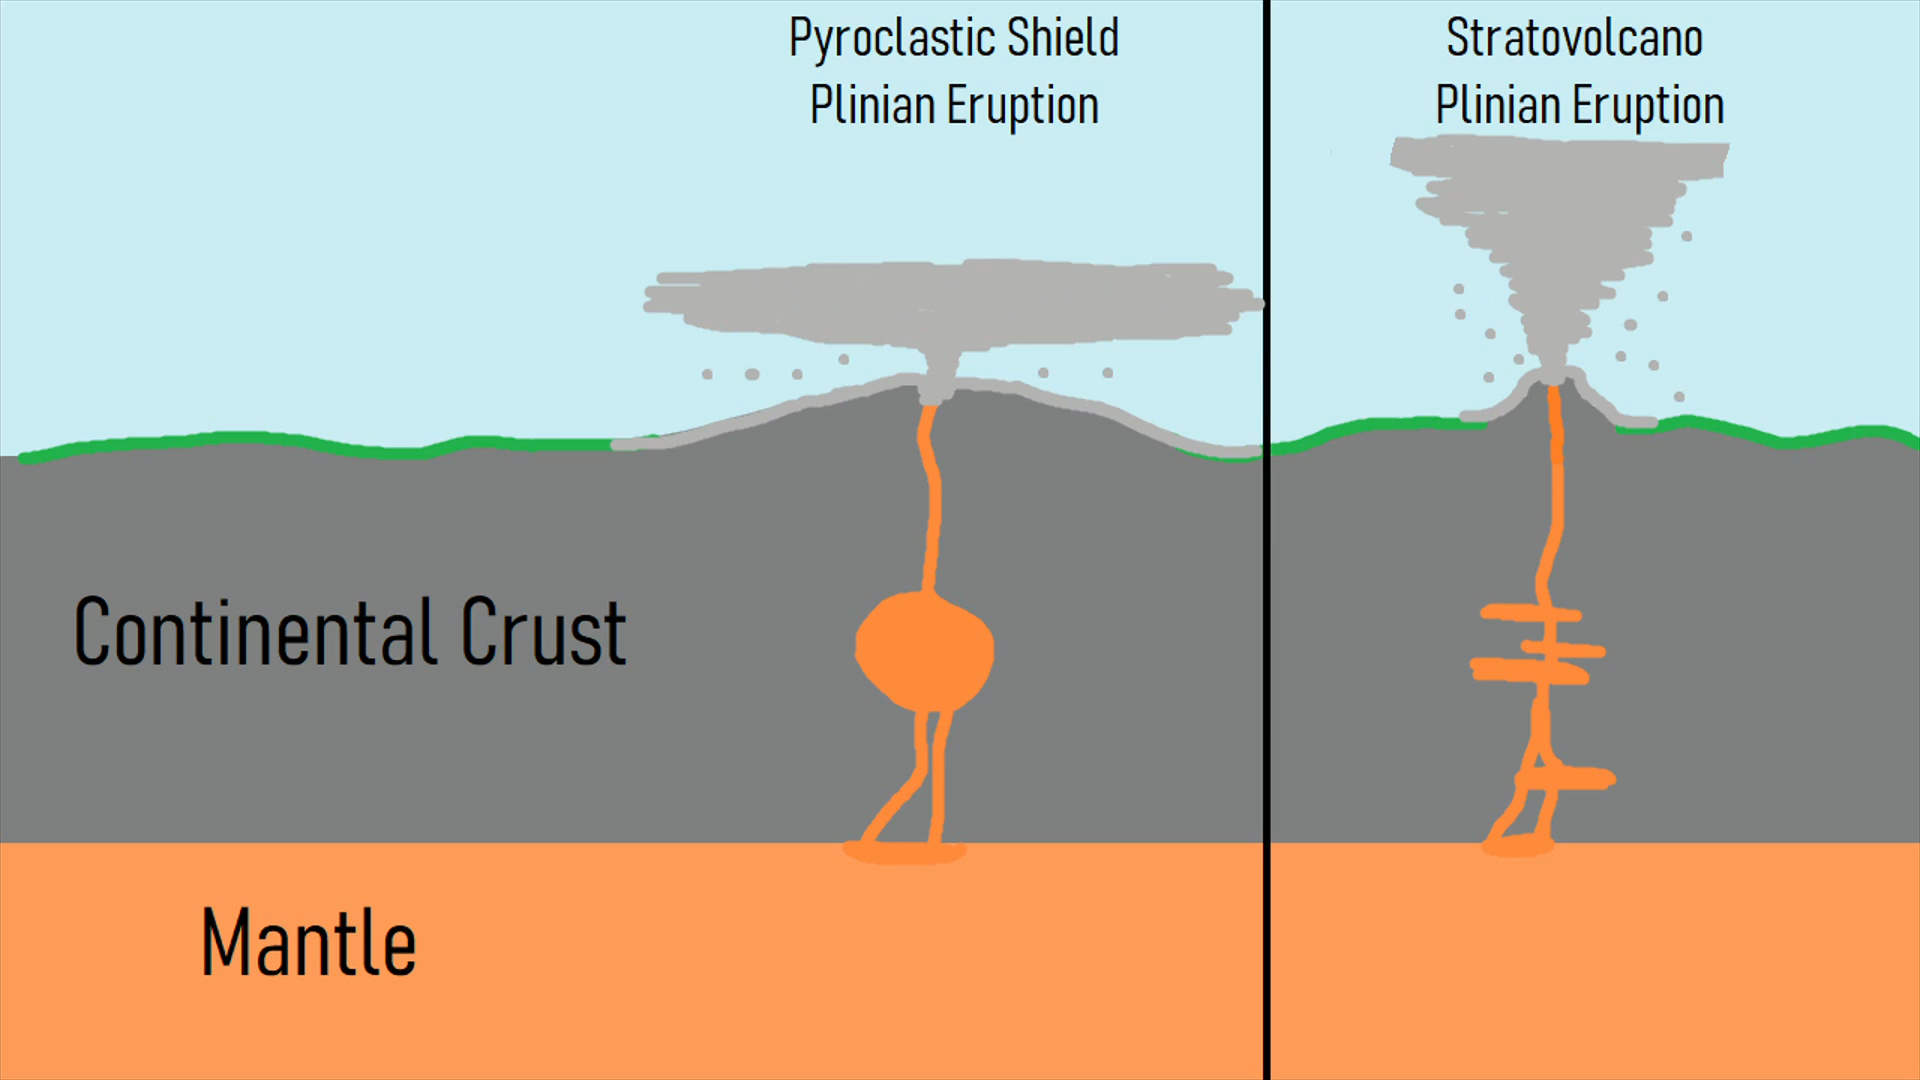 Pyroclastic Shield
Plinian Eruption
Stratovolcano
Plinian Eruption
Continental Crust
Mantle